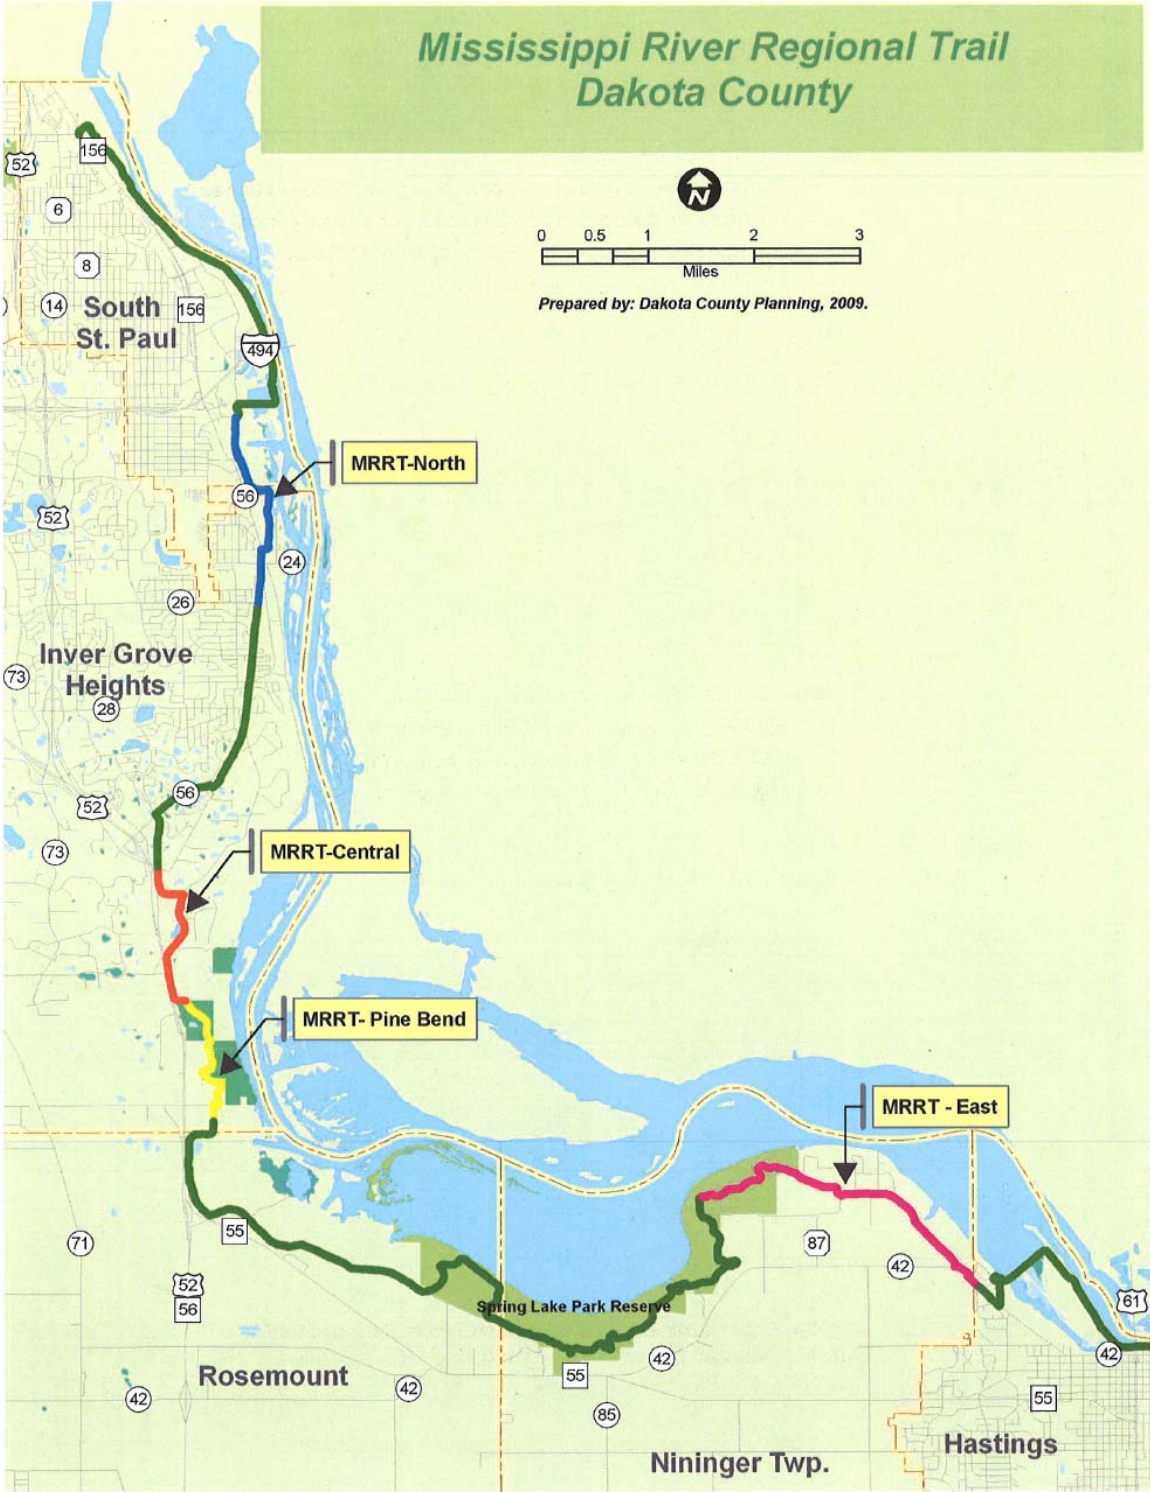 Mississippi River Regional Trail
Dakota County
N
0 0.5 1 2 3
Miles
Prepared by: Dakota County Planning, 2009.
156
52
6
8
14
South
St. Paul
156
494
MRRT-North
56
52
24
26
Inver Grove
Heights
73
28
56
52
73
MRRT-Central
MRRT- Pine Bend
MRRT - East
55
71
87
42
52
56
Spring Lake Park Reserve
61
42
42
Rosemount
55
42
42
55
85
Hastings
Nininger Twp.